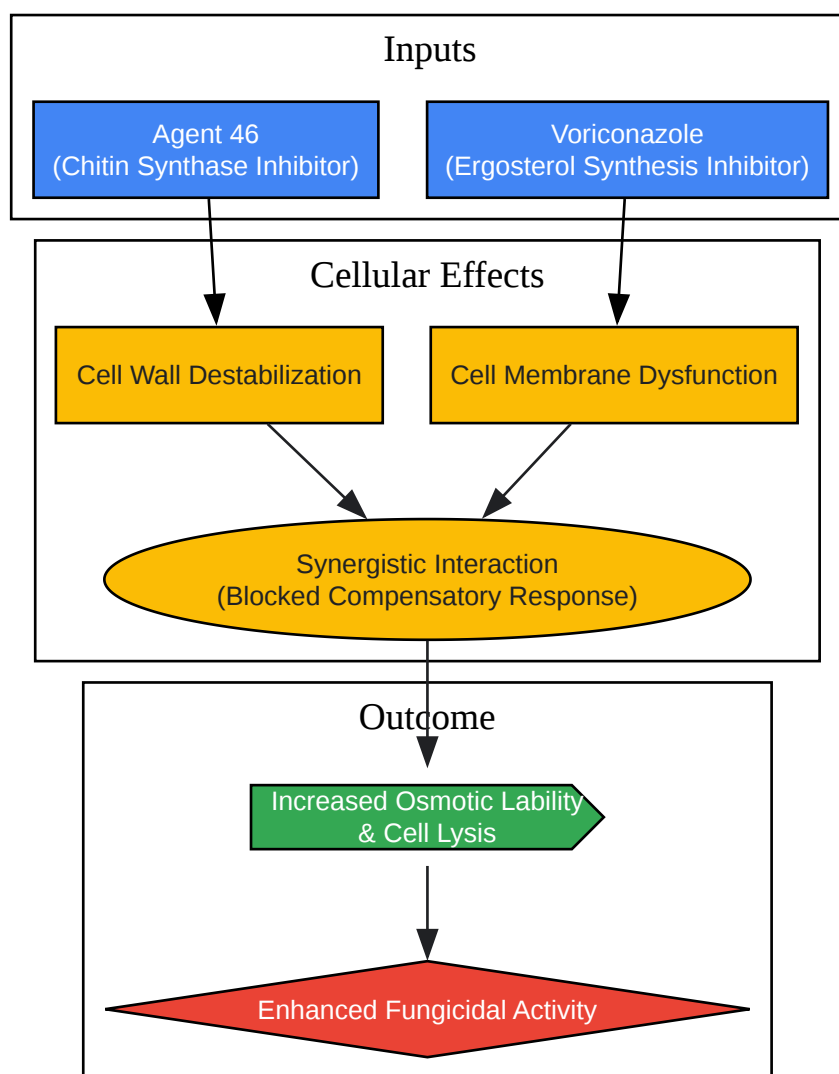 Inputs
Agent 46
(Chitin Synthase Inhibitor)
Voriconazole
(Ergosterol Synthesis Inhibitor)
Cellular Effects
Cell Wall Destabilization
Cell Membrane Dysfunction
Synergistic Interaction
(Blocked Compensatory Response)
Outcome
Increased Osmotic Lability
& Cell Lysis
Enhanced Fungicidal Activity